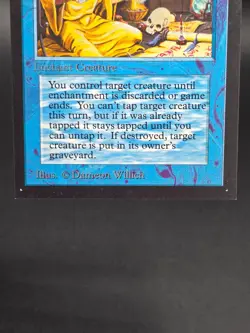 Enchant Creature
You control target creature until
enchantment is discarded or game
ends. You can't tap target creature
this turn, but if it was already
tapped it stays tapped until you
can untap it. If destroyed, target
creature is put in its owner's
graveyard.
Illus. © Dameon Willich